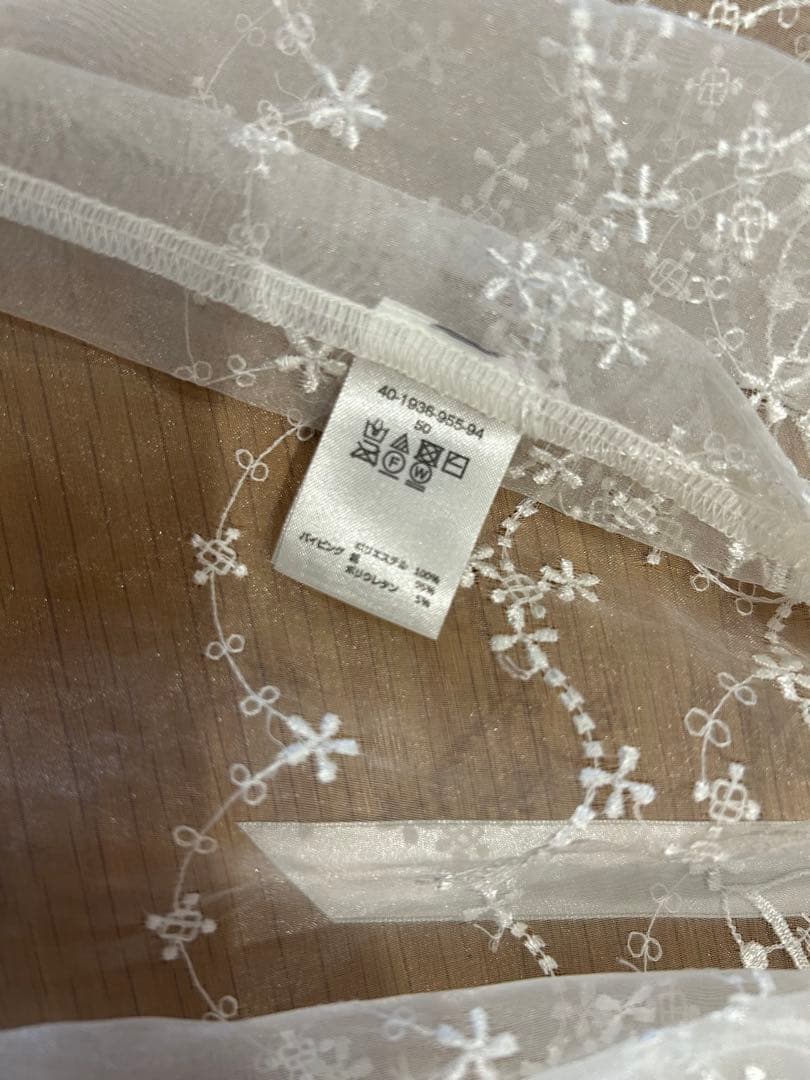 40-1936-955-94
50
F W
ポリエステル 100%
パイピング 綿 95%
ポリウレタン 5%